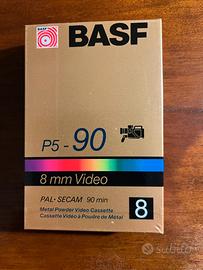 BASF
BASF
P5-90
8 mm Video
PAL·SECAM 90 min
Metal Powder Video Cassette
Cassette Vidéo à Poudre de Métal
8
subito